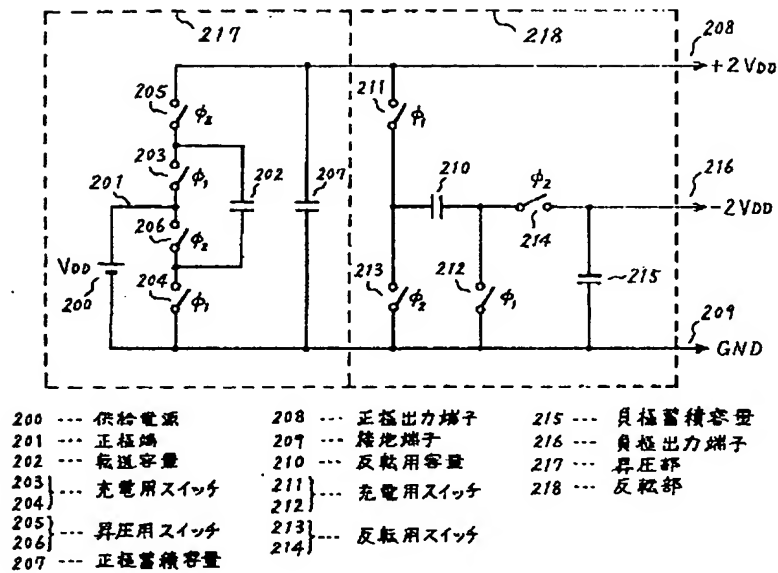 217
218
208
+2VDD
205
φ2
211
φ1
203
φ1
201
202
207
210
φ2
216
-2VDD
206
φ2
214
VDD
200
204
φ1
213
φ2
212
φ1
215
209
GND
200 --- 供給電源
201 --- 正極端
202 --- 転送容量
203
204 } --- 充電用スイッチ
205
206 } --- 昇圧用スイッチ
207 --- 正極蓄積容量
208 --- 正極出力端子
209 --- 接地端子
210 --- 反転用容量
211
212 } --- 充電用スイッチ
213
214 } --- 反転用スイッチ
215 --- 負極蓄積容量
216 --- 負極出力端子
217 --- 昇圧部
218 --- 反転部